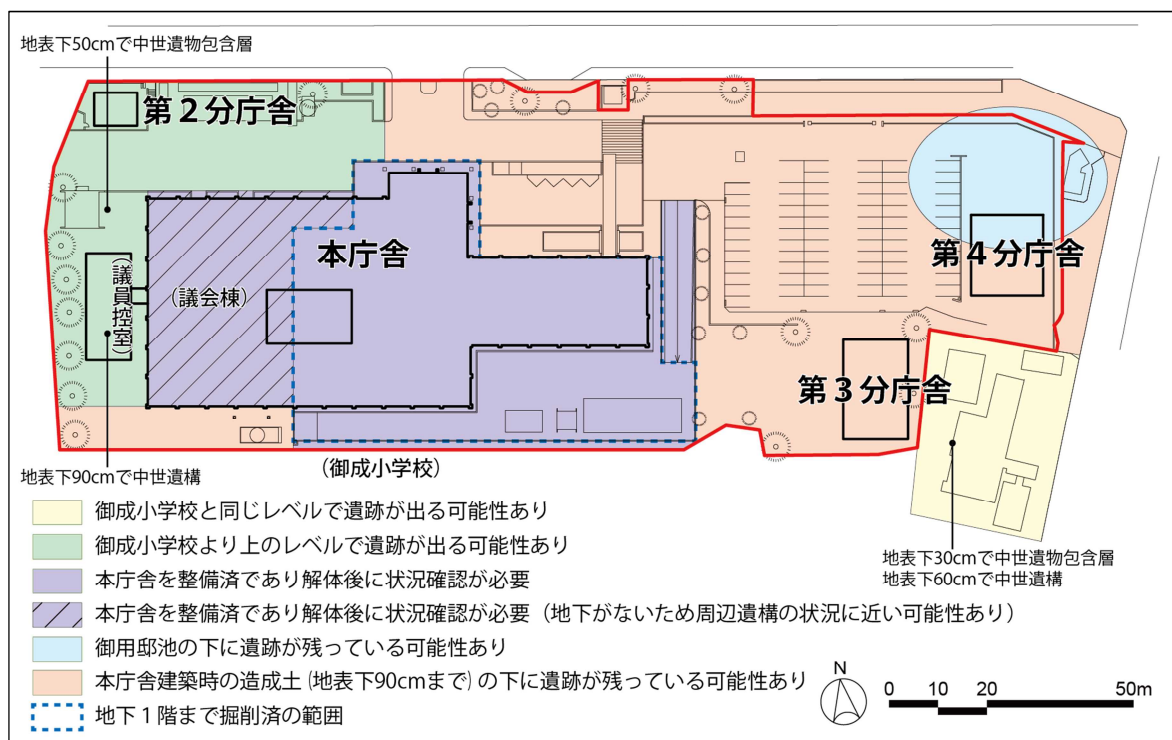 地表下50cmで中世遺物包含層
第2分庁舎
本庁舎
(議会棟)
(議員控室)
第4分庁舎
第3分庁舎
地表下90cmで中世遺構
(御成小学校)
御成小学校と同じレベルで遺跡が出る可能性あり
御成小学校より上のレベルで遺跡が出る可能性あり
本庁舎を整備済であり解体後に状況確認が必要
本庁舎を整備済であり解体後に状況確認が必要(地下がないため周辺遺構の状況に近い可能性あり)
御用邸池の下に遺跡が残っている可能性あり
本庁舎建築時の造成土(地表下90cmまで)の下に遺跡が残っている可能性あり
地下1階まで掘削済の範囲
地表下30cmで中世遺物包含層
地表下60cmで中世遺構
N
0 10 20 50m